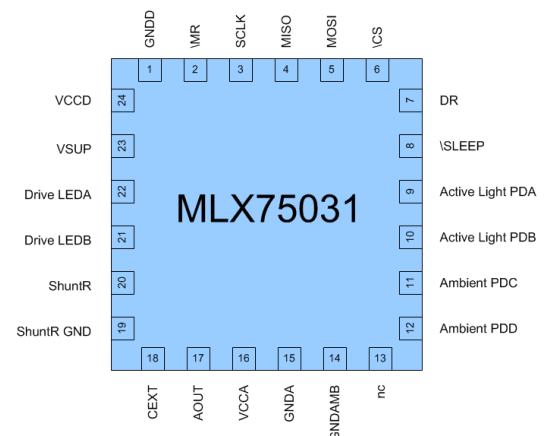 GNDD
\MR
SCLK
MISO
MOSI
\CS
1
2
3
4
5
6
VCCD 24
7 DR
VSUP 23
8 \SLEEP
Drive LEDA 22
9 Active Light PDA
MLX75031
Drive LEDB 21
10 Active Light PDB
ShuntR 20
11 Ambient PDC
ShuntR GND 19
12 Ambient PDD
18
17
16
15
14
13
CEXT
AOUT
VCCA
GNDA
GNDAMB
nc